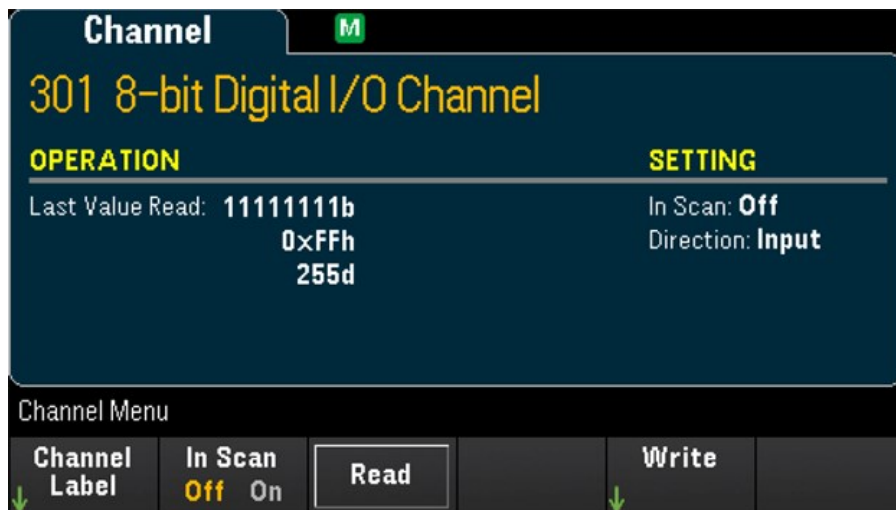 Channel
M
301 8-bit Digital I/O Channel
OPERATION
SETTING
Last Value Read: 11111111b
0xFFh
255d
In Scan: Off
Direction: Input
Channel Menu
Channel Label
In Scan
Off On
Read
Write